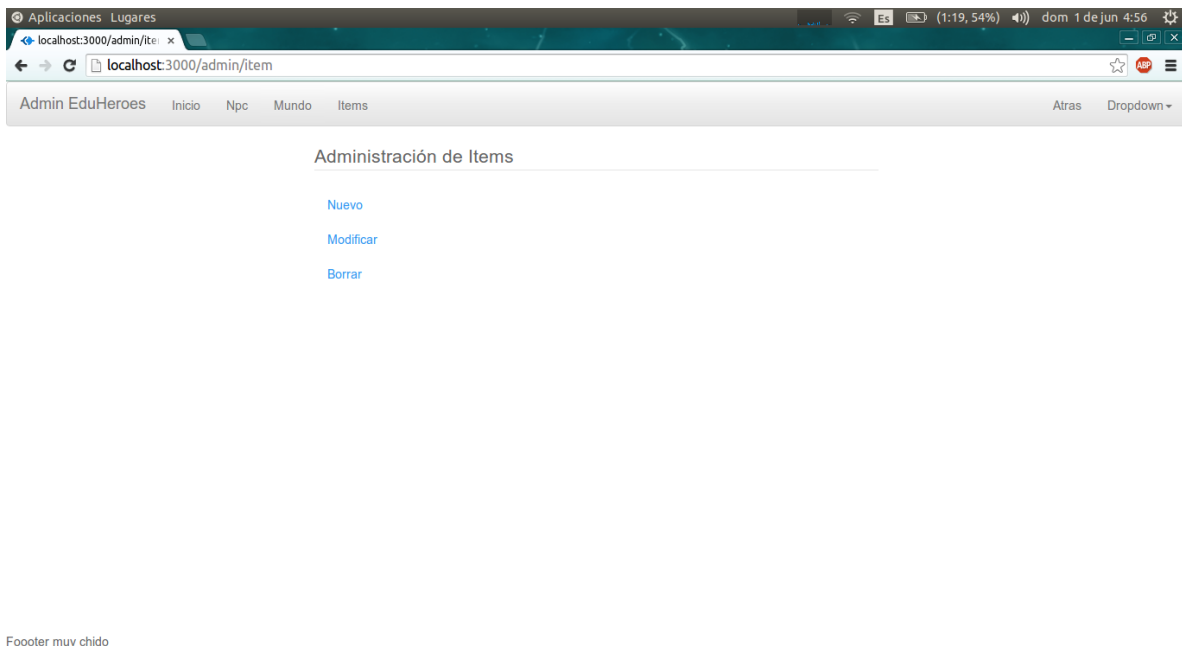 Aplicaciones Lugares
Es (1:19, 54%) dom 1 de jun 4:56
localhost:3000/admin/ite
localhost:3000/admin/item
ABP
Admin EduHeroes Inicio Npc Mundo Items Atras Dropdown
Administración de Items
Nuevo
Modificar
Borrar
Foooter muy chido